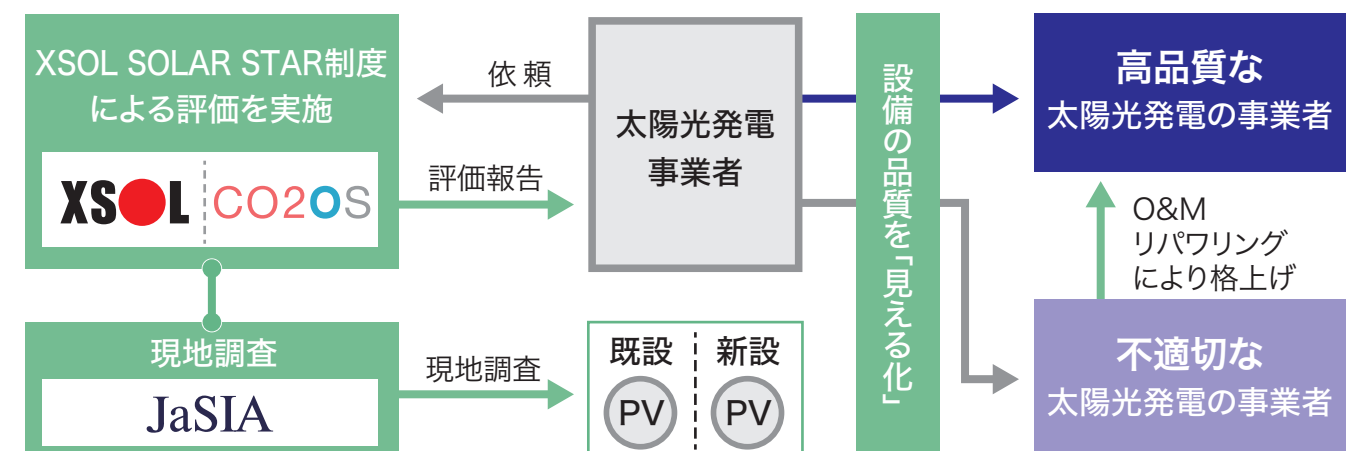 XSOL SOLAR STAR制度
による評価を実施
XSOL CO2OS
依頼
評価報告
太陽光発電
事業者
設備の品質を「見える化」
高品質な
太陽光発電の事業者
O&M
リパワリング
により格上げ
不適切な
太陽光発電の事業者
現地調査
JaSIA
現地調査
既設 新設
PV PV